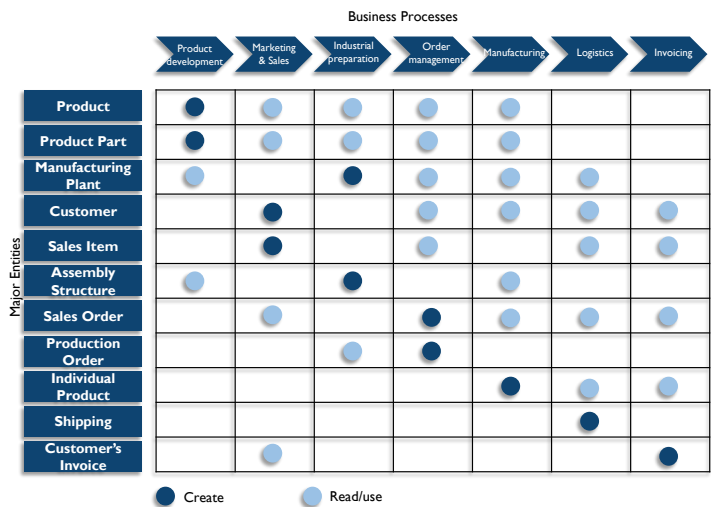 Business Processes
Product
development
Marketing
& Sales
Industrial
preparation
Order
management
Manufacturing
Logistics
Invoicing
Major Entities
Product
Product Part
Manufacturing
Plant
Customer
Sales Item
Assembly
Structure
Sales Order
Production
Order
Individual
Product
Shipping
Customer's
Invoice
Create
Read/use